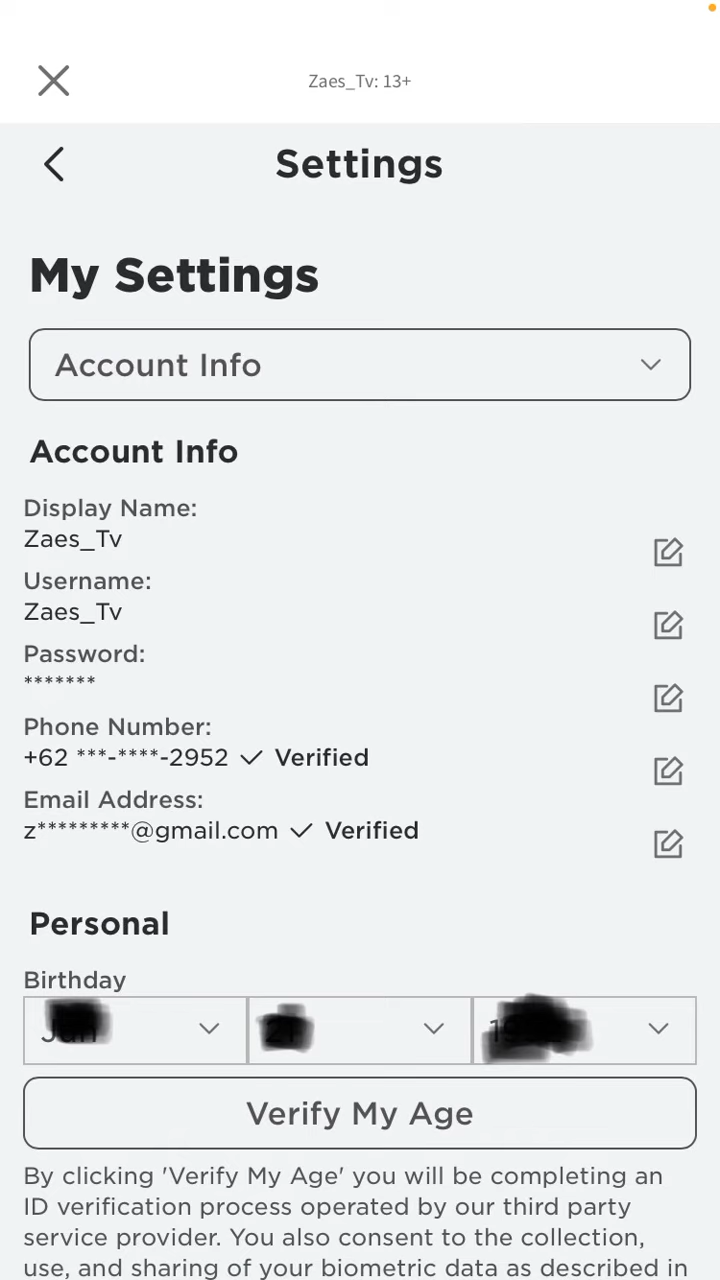 Zaes_Tv: 13+
Settings
My Settings
Account Info
Account Info
Display Name:
Zaes_Tv
Username:
Zaes_Tv
Password:
*******
Phone Number:
+62 ***-****-2952 ✓ Verified
Email Address:
z*********@gmail.com ✓ Verified
Personal
Birthday
Verify My Age
By clicking 'Verify My Age' you will be completing an
ID verification process operated by our third party
service provider. You also consent to the collection,
use, and sharing of your biometric data as described in